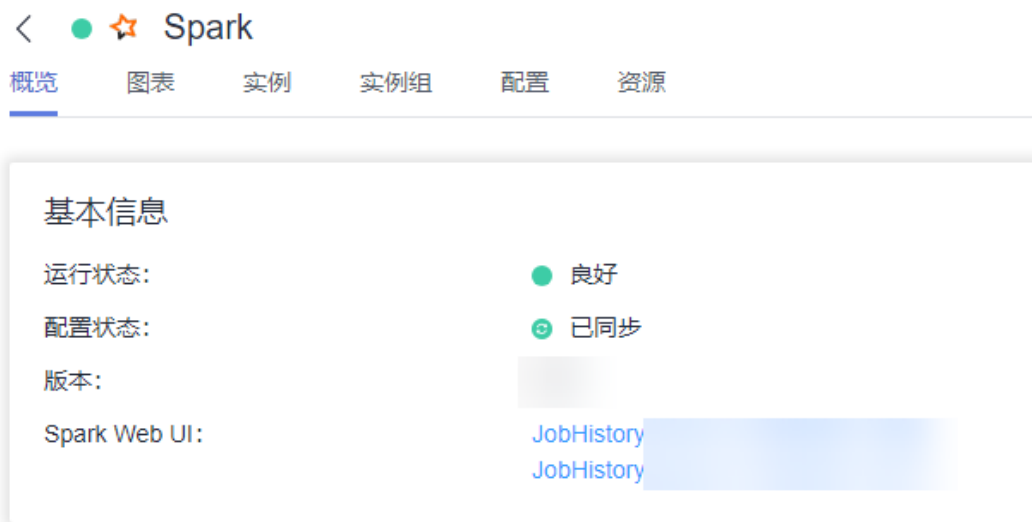 Spark
概览 图表 实例 实例组 配置 资源
基本信息
运行状态： 良好
配置状态： 已同步
版本：
Spark Web UI： JobHistory
JobHistory